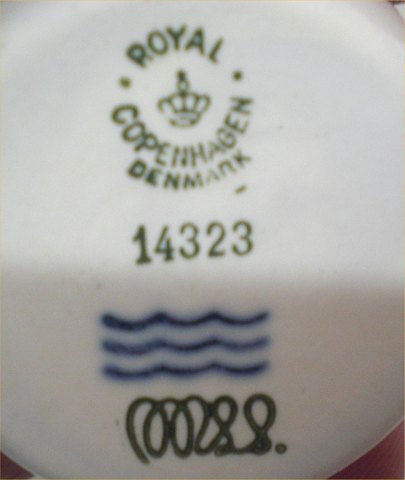 ROYAL
COPENHAGEN
DENMARK
14323